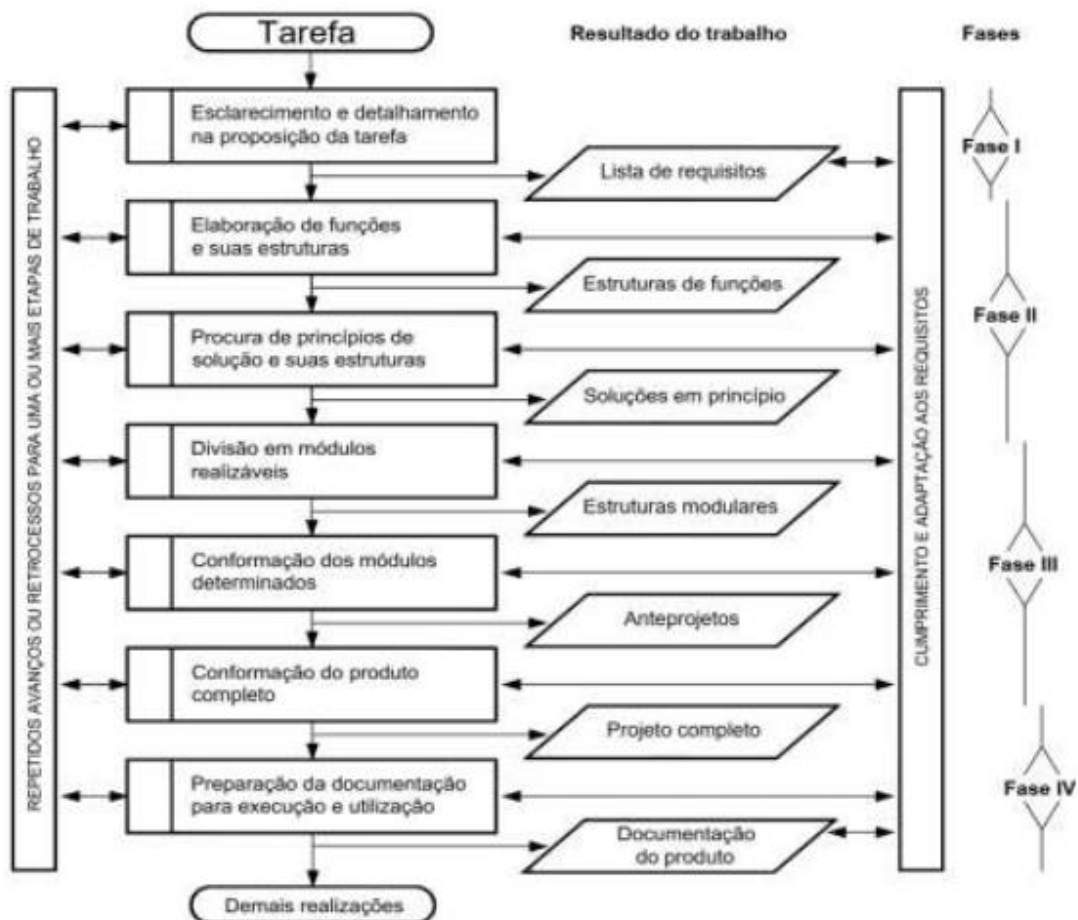 Tarefa
Resultado do trabalho
Fases
REPETIDOS AVANÇOS OU RETROCESSOS PARA UMA OU MAIS ETAPAS DE TRABALHO
Esclarecimento e detalhamento
na proposição da tarefa
Lista de requisitos
Elaboração de funções
e suas estruturas
Estruturas de funções
Procura de princípios de
solução e suas estruturas
Soluções em princípio
Divisão em módulos
realizáveis
Estruturas modulares
Conformação dos módulos
determinados
Anteprojetos
Conformação do produto
completo
Projeto completo
Preparação da documentação
para execução e utilização
Documentação
do produto
Demais realizações
CUMPRIMENTO E ADAPTAÇÃO AOS REQUISITOS
Fase I
Fase II
Fase III
Fase IV